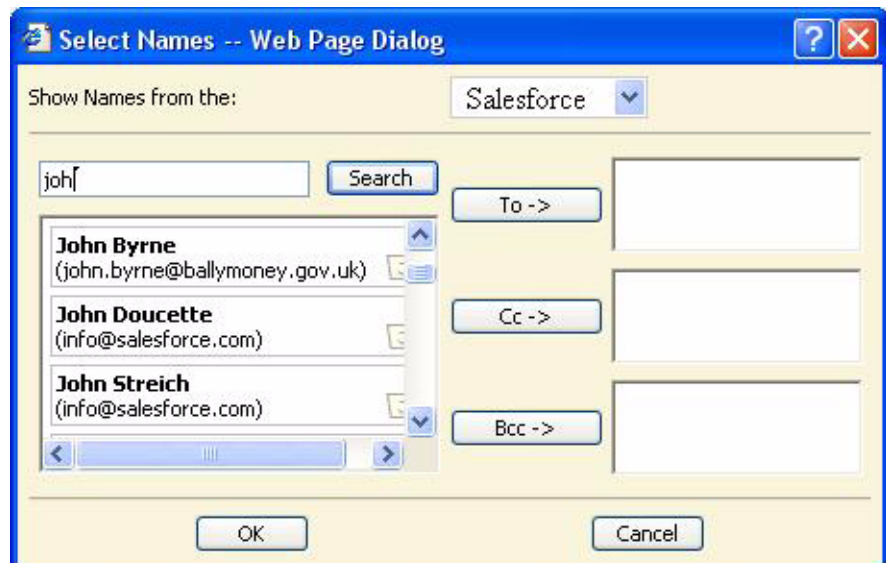 Select Names -- Web Page Dialog
Show Names from the:
Salesforce
joh
Search
John Byrne
(john.byrne@ballymoney.gov.uk)
John Doucette
(info@salesforce.com)
John Streich
(info@salesforce.com)
To ->
Cc ->
Bcc ->
OK
Cancel